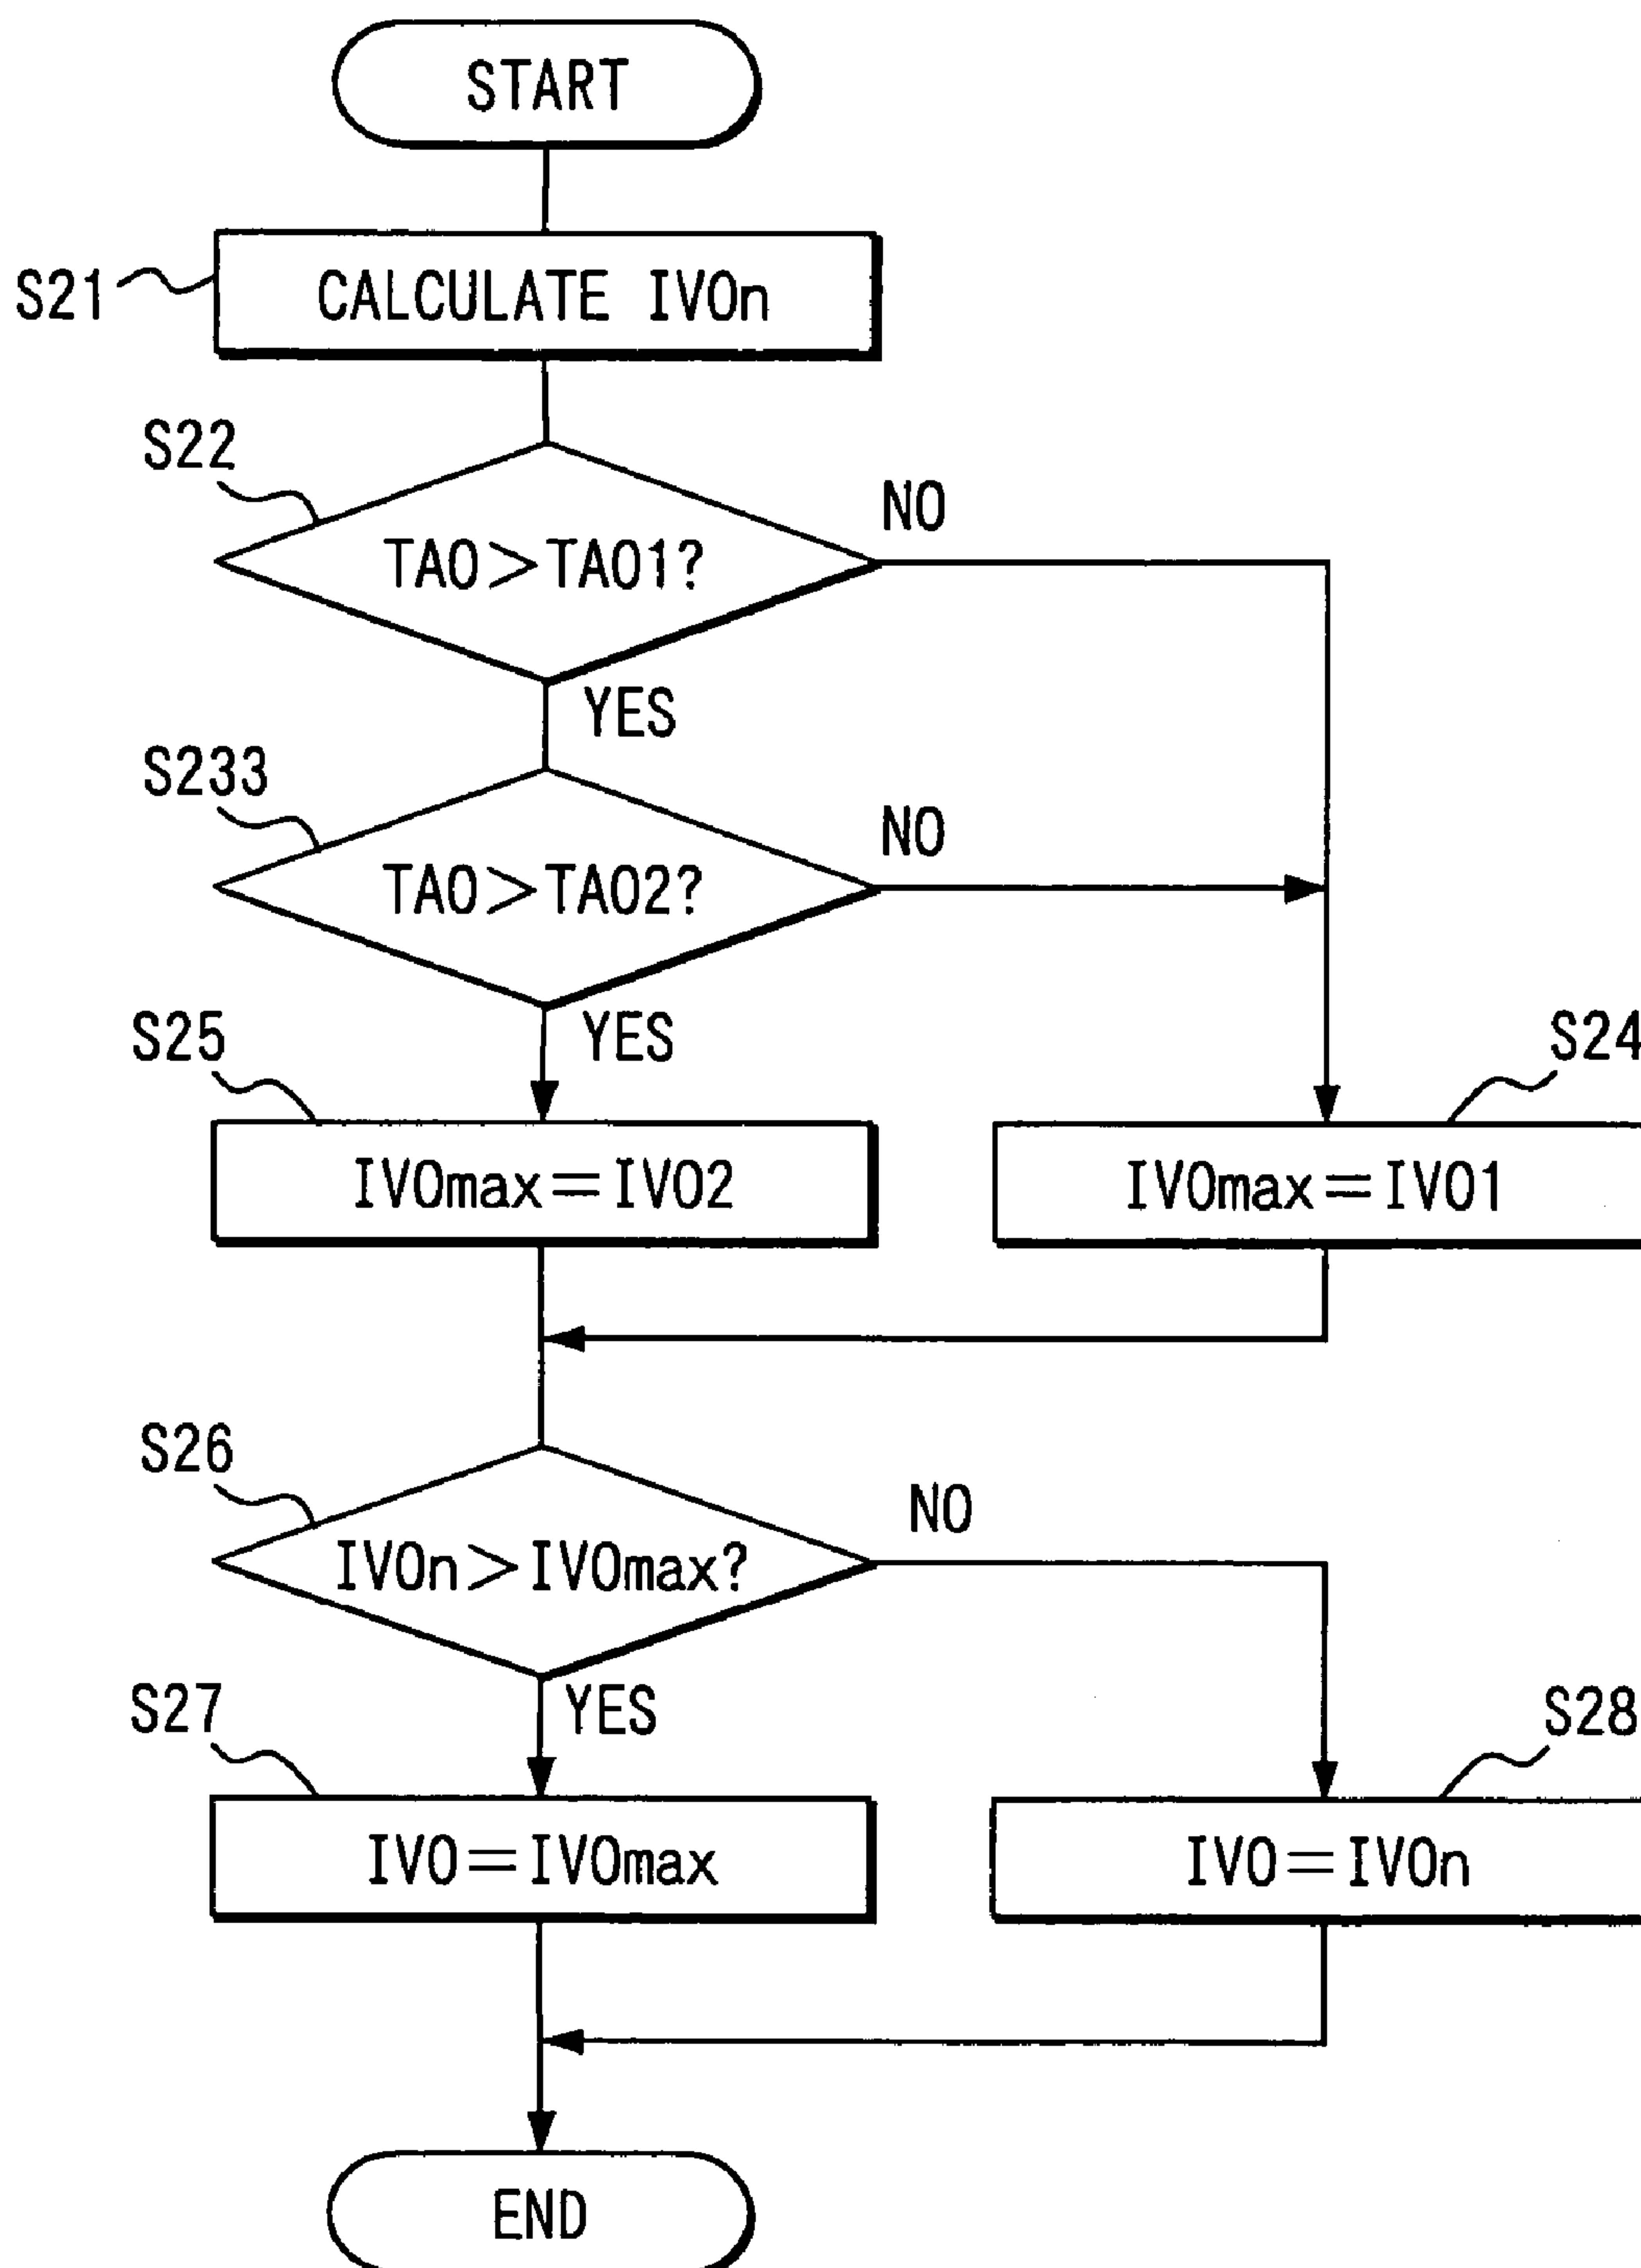 START
S21
CALCULATE IVOn
S22
TAO>TAO1?
NO
YES
S233
TAO>TAO2?
NO
YES
S25
S24
IVOmax=IVO2
IVOmax=IVO1
S26
IVOn>IVOmax?
NO
YES
S27
S28
IVO=IVOmax
IVO=IVOn
END